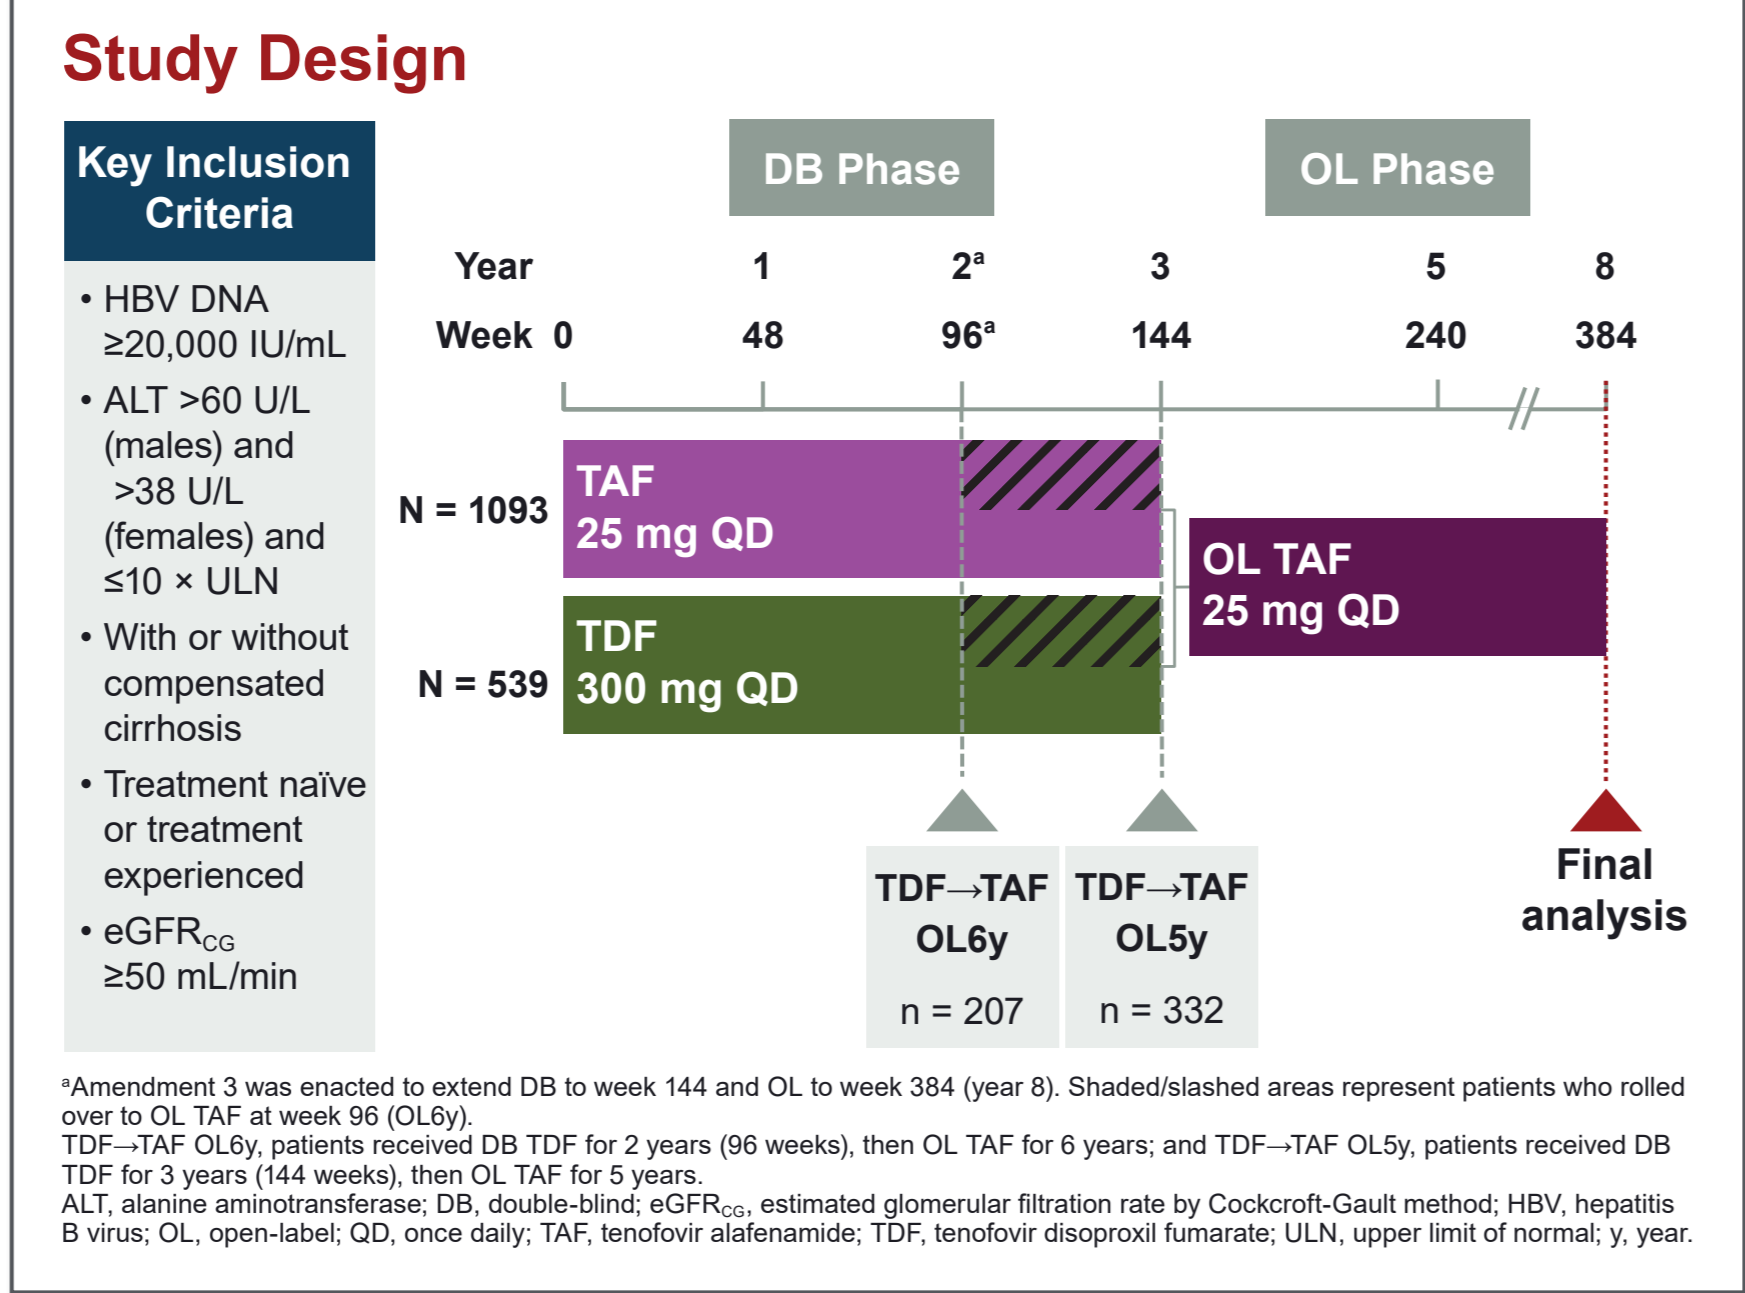 Study Design
Key Inclusion
Criteria
• HBV DNA
≥20,000 IU/mL
• ALT >60 U/L
(males) and
>38 U/L
(females) and
≤10 × ULN
• With or without
compensated
cirrhosis
• Treatment naïve
or treatment
experienced
• eGFRCG
≥50 mL/min
DB Phase
OL Phase
Year 1 2ᵃ 3 5 8
Week 0 48 96ᵃ 144 240 384
N = 1093
TAF
25 mg QD
N = 539
TDF
300 mg QD
OL TAF
25 mg QD
TDF→TAF
OL6y
n = 207
TDF→TAF
OL5y
n = 332
Final
analysis
ᵃAmendment 3 was enacted to extend DB to week 144 and OL to week 384 (year 8). Shaded/slashed areas represent patients who rolled
over to OL TAF at week 96 (OL6y).
TDF→TAF OL6y, patients received DB TDF for 2 years (96 weeks), then OL TAF for 6 years; and TDF→TAF OL5y, patients received DB
TDF for 3 years (144 weeks), then OL TAF for 5 years.
ALT, alanine aminotransferase; DB, double-blind; eGFRCG, estimated glomerular filtration rate by Cockcroft-Gault method; HBV, hepatitis
B virus; OL, open-label; QD, once daily; TAF, tenofovir alafenamide; TDF, tenofovir disoproxil fumarate; ULN, upper limit of normal; y, year.